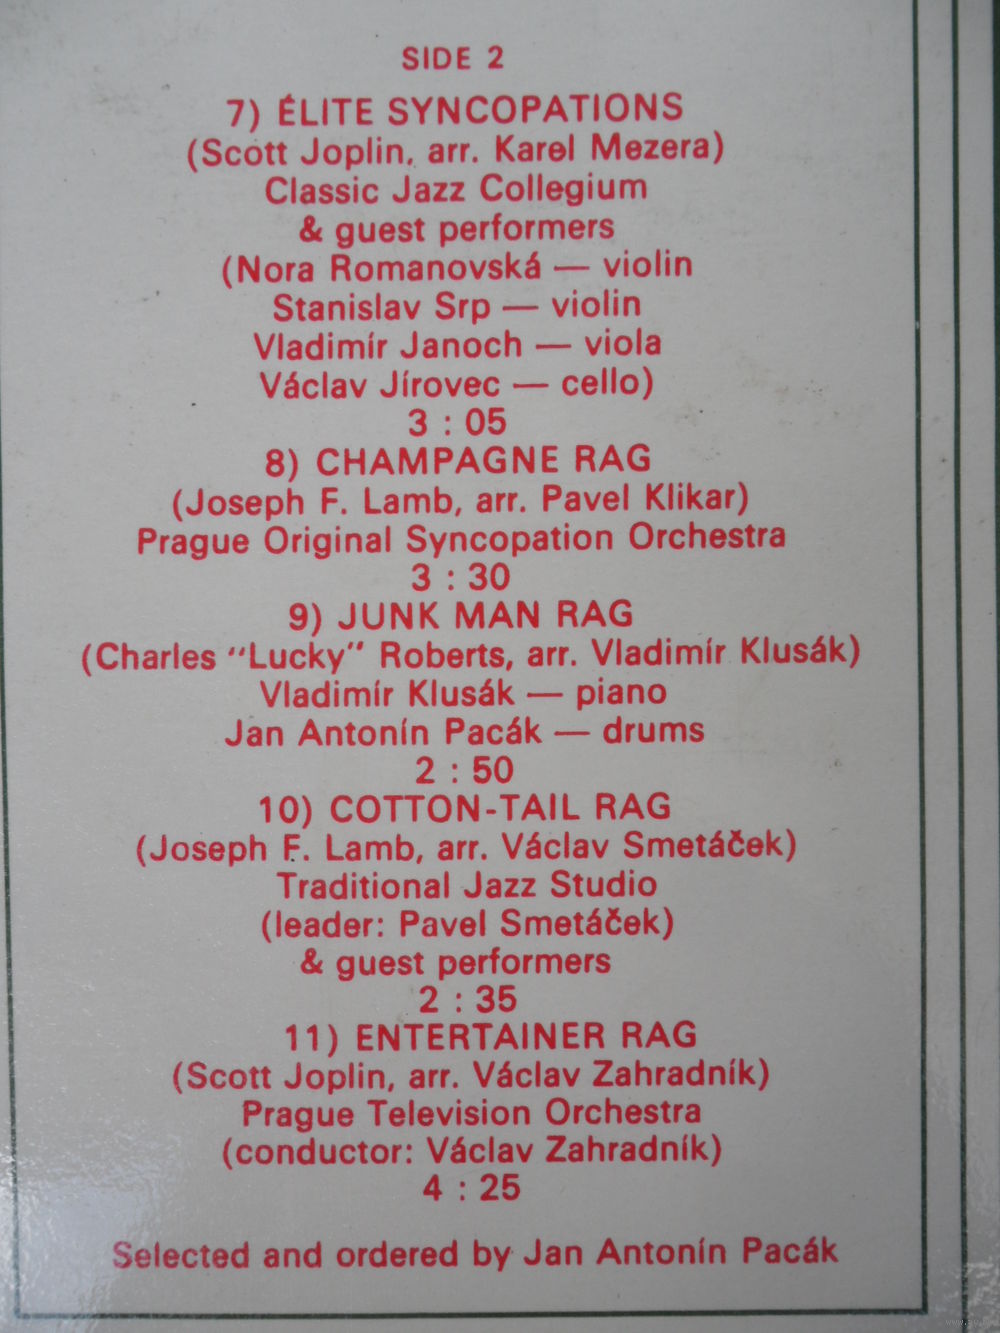 SIDE 2
7) ÉLITE SYNCOPATIONS
(Scott Joplin, arr. Karel Mezera)
Classic Jazz Collegium
& guest performers
(Nora Romanovská — violin
Stanislav Srp — violin
Vladimír Janoch — viola
Václav Jírovec — cello)
3 : 05
8) CHAMPAGNE RAG
(Joseph F. Lamb, arr. Pavel Klikar)
Prague Original Syncopation Orchestra
3 : 30
9) JUNK MAN RAG
(Charles “Lucky” Roberts, arr. Vladimír Klusák)
Vladimír Klusák — piano
Jan Antonín Pacák — drums
2 : 50
10) COTTON-TAIL RAG
(Joseph F. Lamb, arr. Václav Smetáček)
Traditional Jazz Studio
(leader: Pavel Smetáček)
& guest performers
2 : 35
11) ENTERTAINER RAG
(Scott Joplin, arr. Václav Zahradník)
Prague Television Orchestra
(conductor: Václav Zahradník)
4 : 25
Selected and ordered by Jan Antonín Pacák